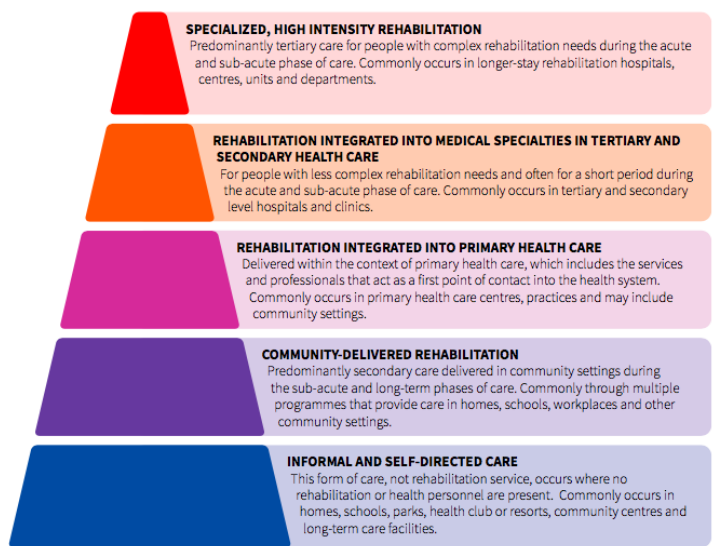 SPECIALIZED, HIGH INTENSITY REHABILITATION
Predominantly tertiary care for people with complex rehabilitation needs during the acute
and sub-acute phase of care. Commonly occurs in longer-stay rehabilitation hospitals,
centres, units and departments.
REHABILITATION INTEGRATED INTO MEDICAL SPECIALTIES IN TERTIARY AND
SECONDARY HEALTH CARE
For people with less complex rehabilitation needs and often for a short period during
the acute and sub-acute phase of care. Commonly occurs in tertiary and secondary
level hospitals and clinics.
REHABILITATION INTEGRATED INTO PRIMARY HEALTH CARE
Delivered within the context of primary health care, which includes the services
and professionals that act as a first point of contact into the health system.
Commonly occurs in primary health care centres, practices and may include
community settings.
COMMUNITY-DELIVERED REHABILITATION
Predominantly secondary care delivered in community settings during
the sub-acute and long-term phases of care. Commonly through multiple
programmes that provide care in homes, schools, workplaces and other
community settings.
INFORMAL AND SELF-DIRECTED CARE
This form of care, not rehabilitation service, occurs where no
rehabilitation or health personnel are present. Commonly occurs in
homes, schools, parks, health club or resorts, community centres and
long-term care facilities.